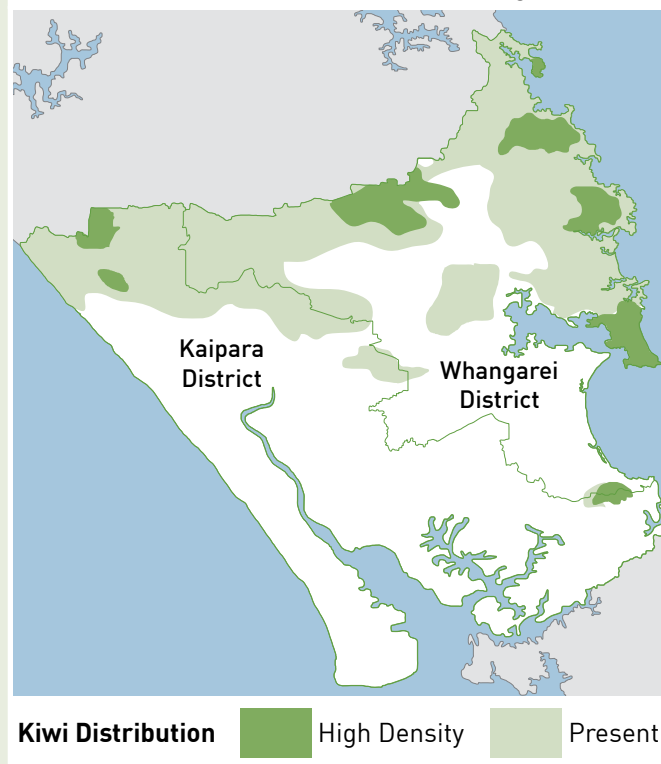 Kaipara
District
Whangarei
District
Kiwi Distribution High Density Present